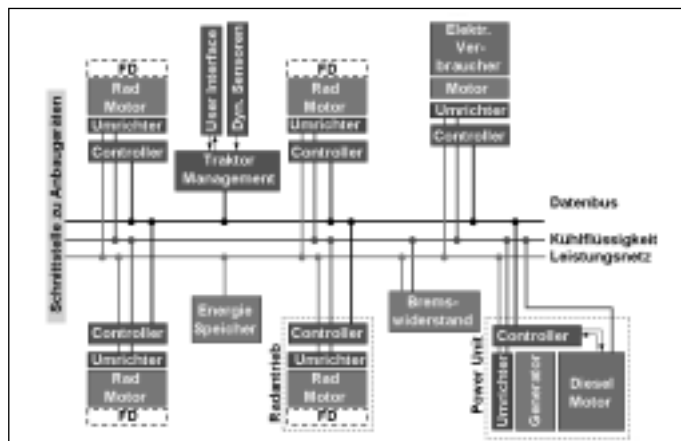 FD
Rad
Motor
Umrichter
Controller
User Interface
Dyn. Sensoren
Traktor
Management
FD
Rad
Motor
Umrichter
Controller
Elektr.
Ver-
braucher
Motor
Umrichter
Controller
Schnittstelle zu Anbaugeräten
Datenbus
Kühlflüssigkeit
Leistungsnetz
Controller
Umrichter
Rad
Motor
FD
Energie
Speicher
Radantrieb
Controller
Umrichter
Rad
Motor
FD
Brems-
widerstand
Power Unit
Controller
Umrichter
Generator
Diesel
Motor